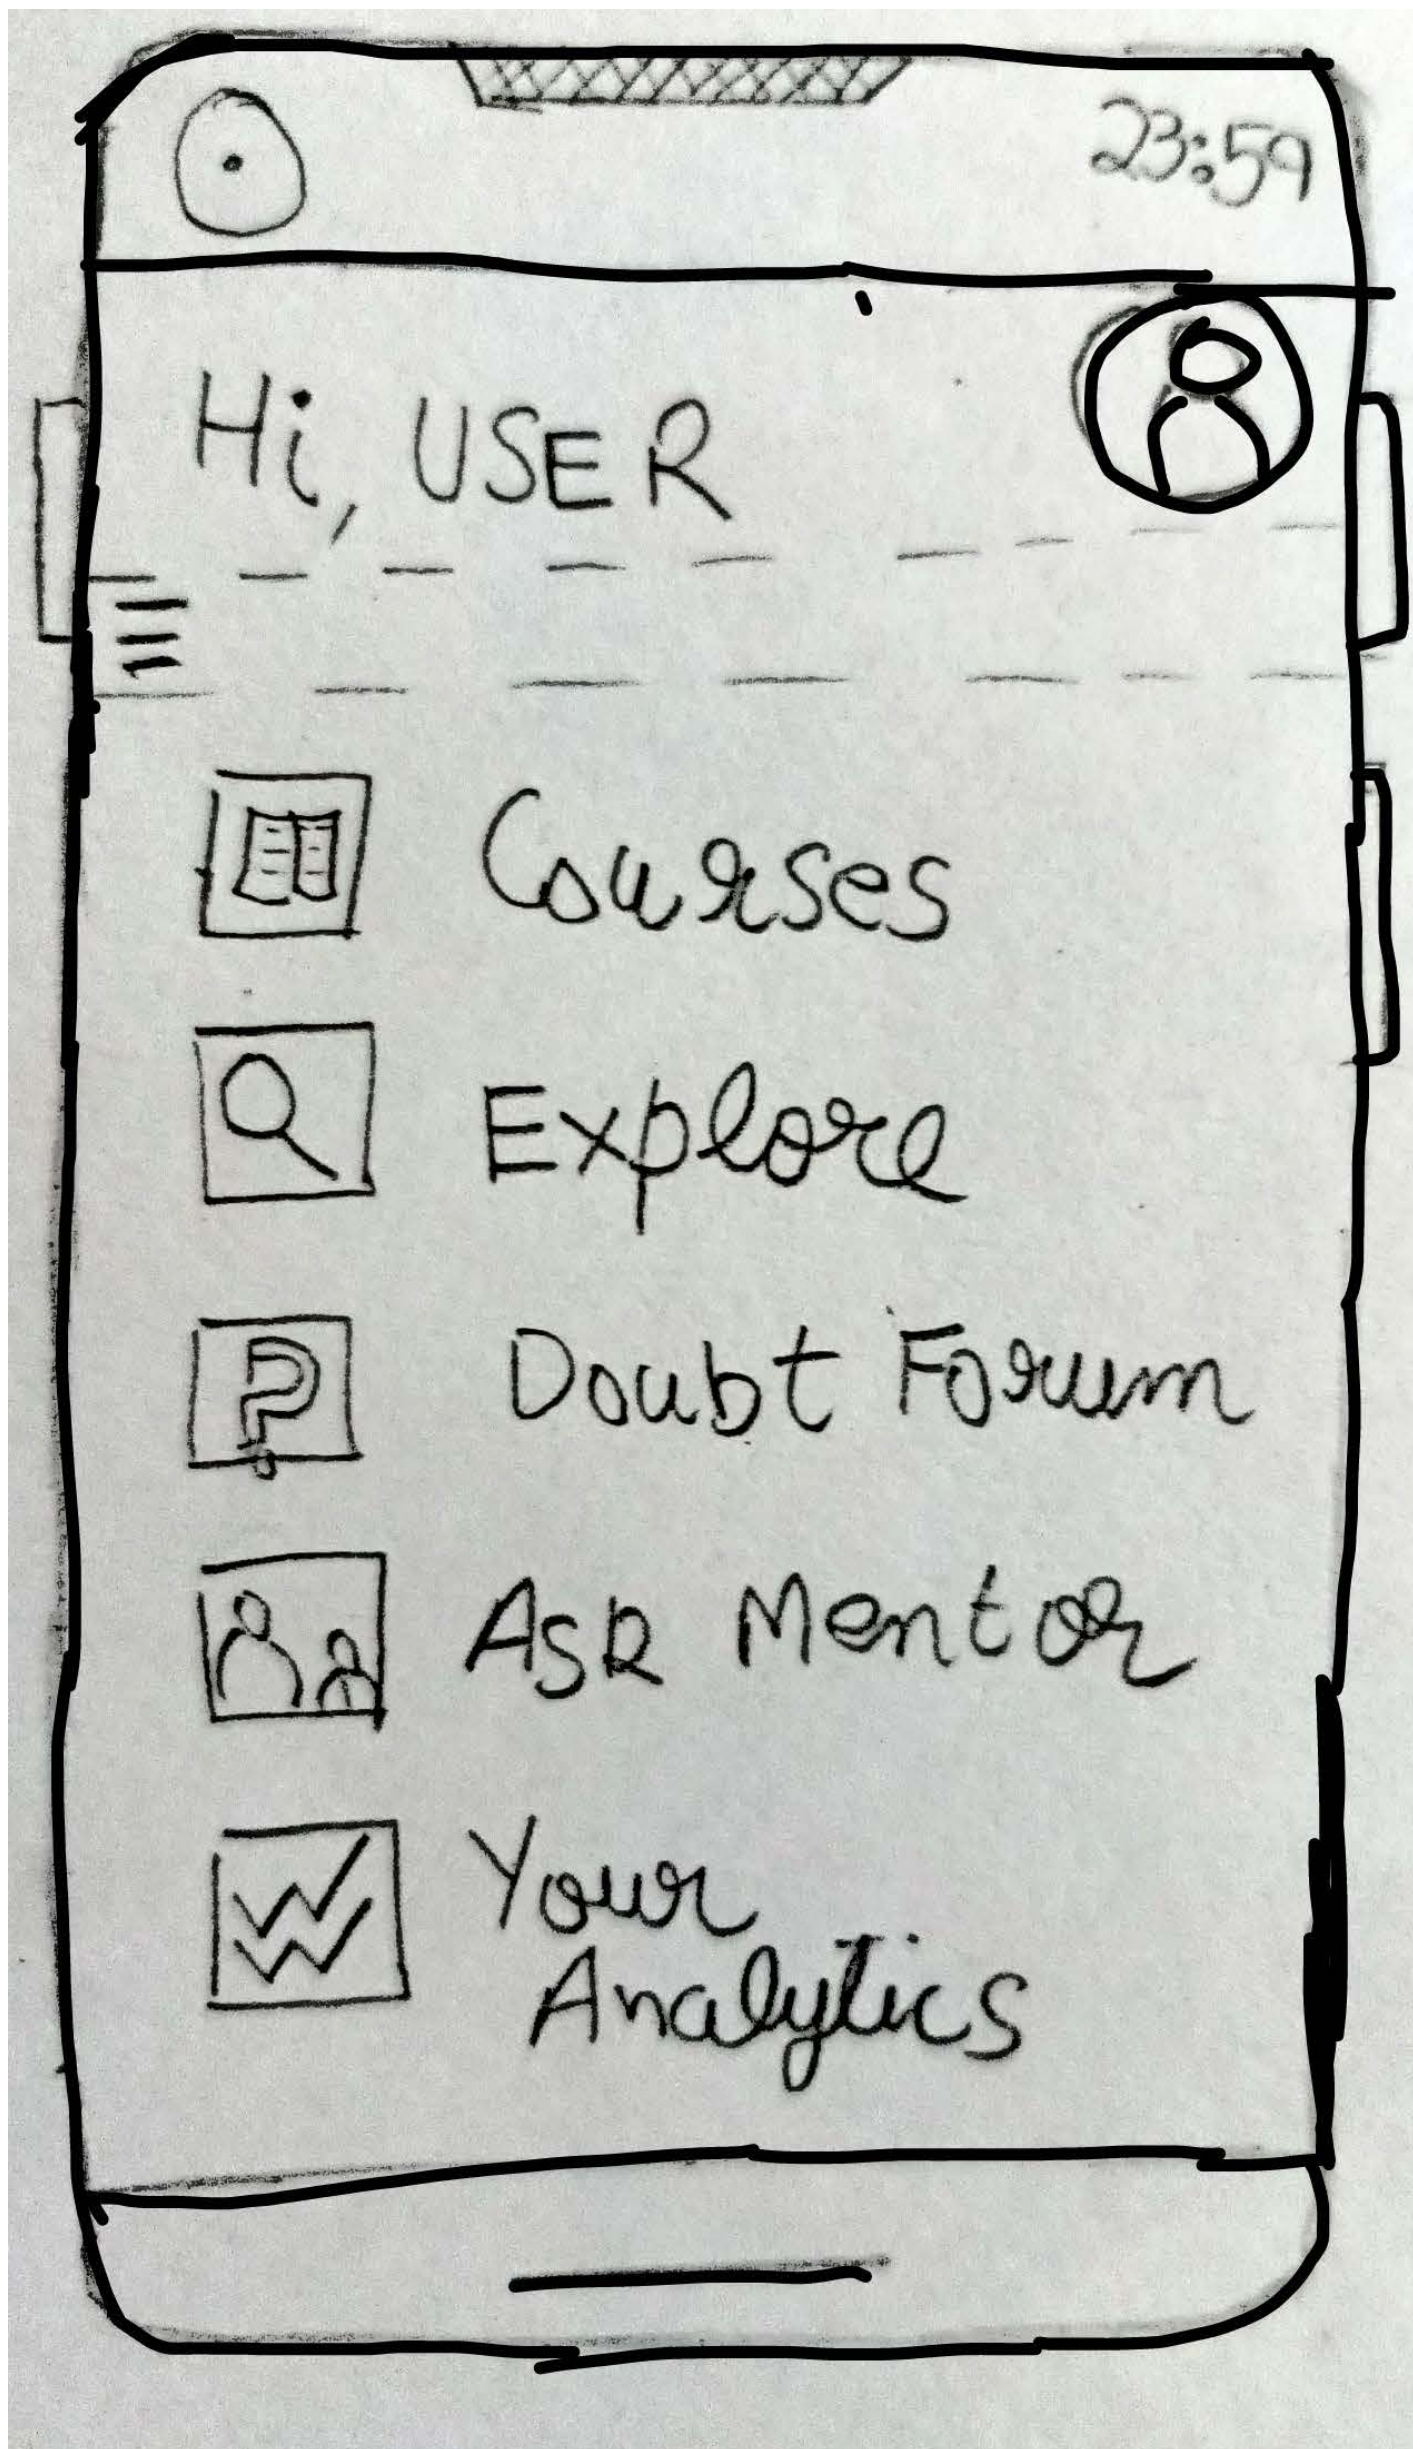 23:59
Hi, USER
Courses
Explore
Doubt Forum
Ask Mentor
Your
Analytics